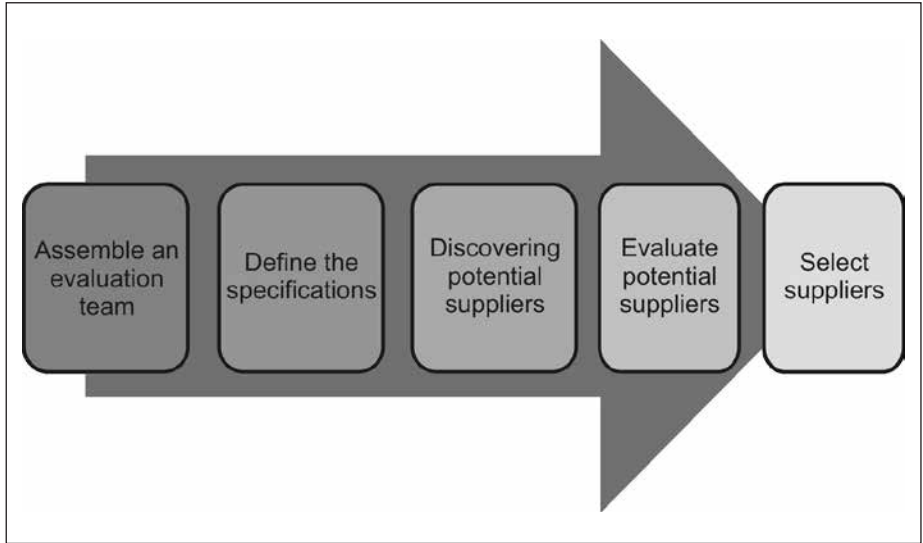 Assemble an
evaluation
team
Define the
specifications
Discovering
potential
suppliers
Evaluate
potential
suppliers
Select
suppliers